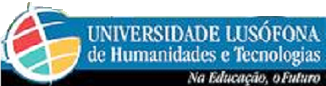 UNIVERSIDADE LUSÓFONA
de Humanidades e Tecnologias
Na Educação, o Futuro